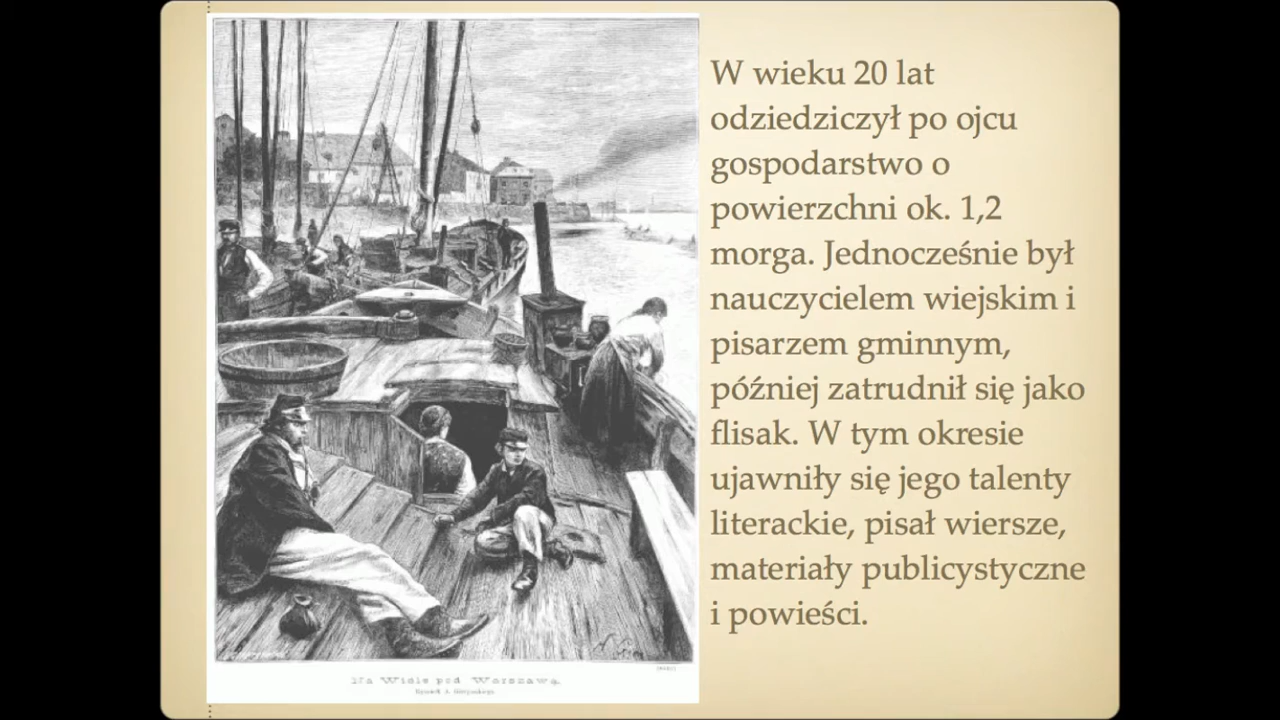 W wieku 20 lat
odziedziczył po ojcu
gospodarstwo o
powierzchni ok. 1,2
morga. Jednocześnie był
nauczycielem wiejskim i
pisarzem gminnym,
później zatrudnił się jako
flisak. W tym okresie
ujawniły się jego talenty
literackie, pisał wiersze,
materiały publicystyczne
i powieści.
Na Wiśle pod Warszawą.